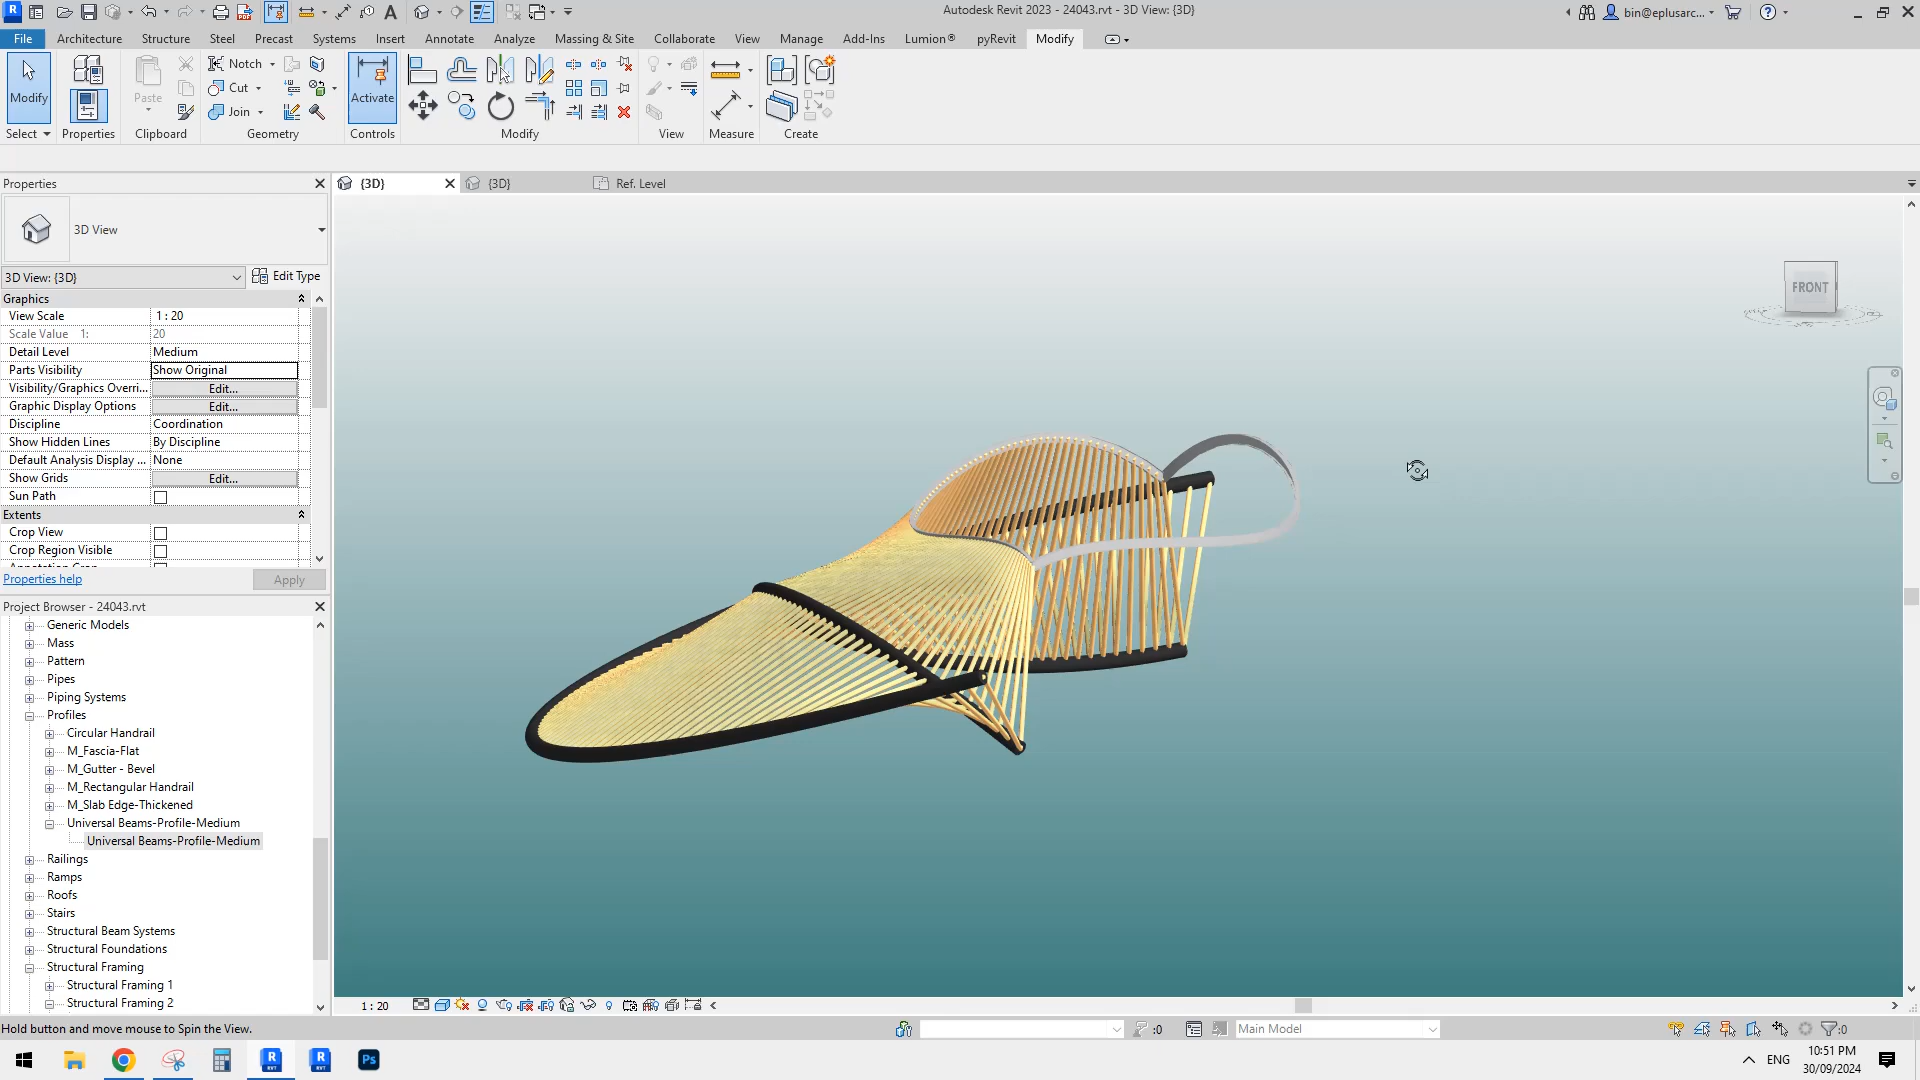 Autodesk Revit 2023 - 24043.rvt - 3D View: {3D}
bin@eplusarc...
File Architecture Structure Steel Precast Systems Insert Annotate Analyze Massing & Site Collaborate View Manage Add-Ins Lumion® pyRevit Modify
Modify
Paste
Notch
Cut
Join
Activate
Select Properties Clipboard Geometry Controls Modify View Measure Create
Properties
{3D}
{3D}
Ref. Level
3D View
3D View: {3D}
Edit Type
Graphics
View Scale 1 : 20
Scale Value 1: 20
Detail Level Medium
Parts Visibility Show Original
Visibility/Graphics Overri... Edit...
Graphic Display Options Edit...
Discipline Coordination
Show Hidden Lines By Discipline
Default Analysis Display ... None
Show Grids Edit...
Sun Path
Extents
Crop View
Crop Region Visible
Properties help
Apply
FRONT
Project Browser - 24043.rvt
Generic Models
Mass
Pattern
Pipes
Piping Systems
Profiles
Circular Handrail
M_Fascia-Flat
M_Gutter - Bevel
M_Rectangular Handrail
M_Slab Edge-Thickened
Universal Beams-Profile-Medium
Universal Beams-Profile-Medium
Railings
Ramps
Roofs
Stairs
Structural Beam Systems
Structural Foundations
Structural Framing
Structural Framing 1
Structural Framing 2
1 : 20
Hold button and move mouse to Spin the View.
:0
Main Model
:0
Ps
ENG
10:51 PM
30/09/2024